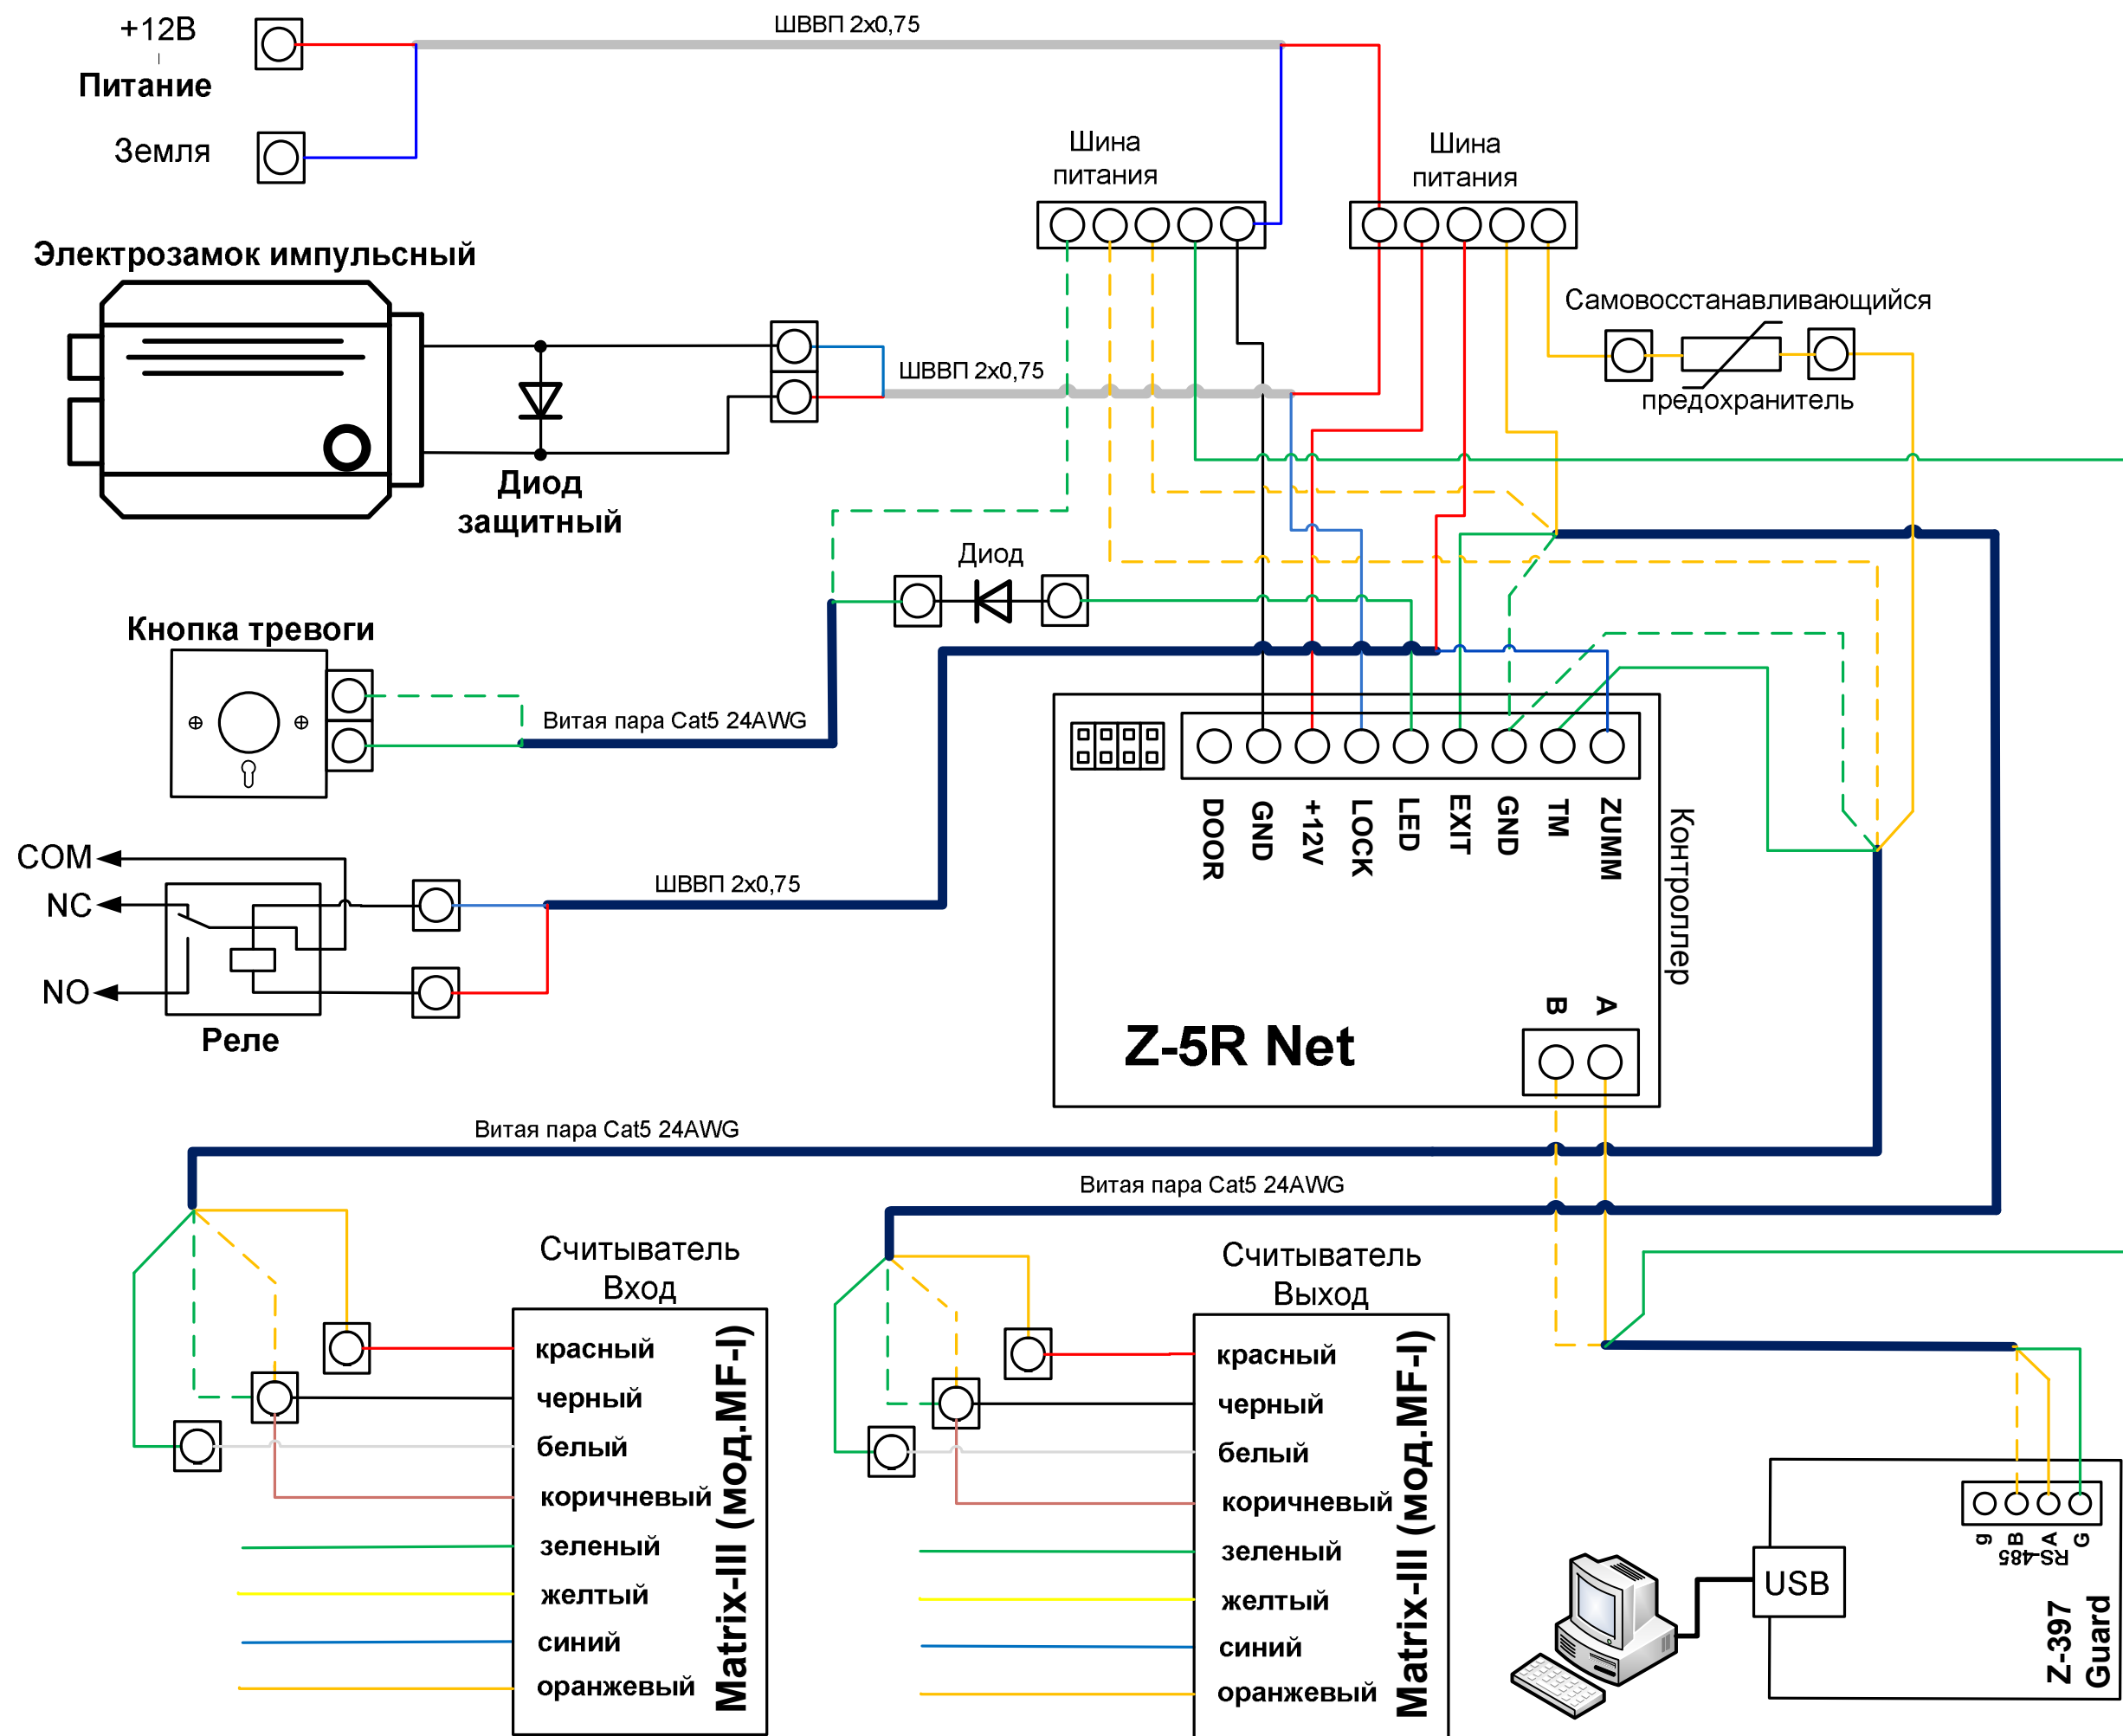 +12В
Питание
Земля
ШВВП 2x0,75
Шина
питания
Шина
питания
Электрозамок импульсный
Самовосстанавливающийся
предохранитель
ШВВП 2x0,75
Диод
защитный
Диод
Кнопка тревоги
Витая пара Cat5 24AWG
DOOR
GND
+12V
LOCK
LED
EXIT
GND
TM
ZUMM
Контроллер
COM
NC
NO
Реле
ШВВП 2x0,75
B
A
Z-5R Net
Витая пара Cat5 24AWG
Витая пара Cat5 24AWG
Считыватель
Вход
красный
черный
белый
коричневый
зеленый
желтый
синий
оранжевый
Matrix-III (мод.MF-I)
Считыватель
Выход
красный
черный
белый
коричневый
зеленый
желтый
синий
оранжевый
Matrix-III (мод.MF-I)
g
B
A
G
RS-485
USB
Z-397
Guard